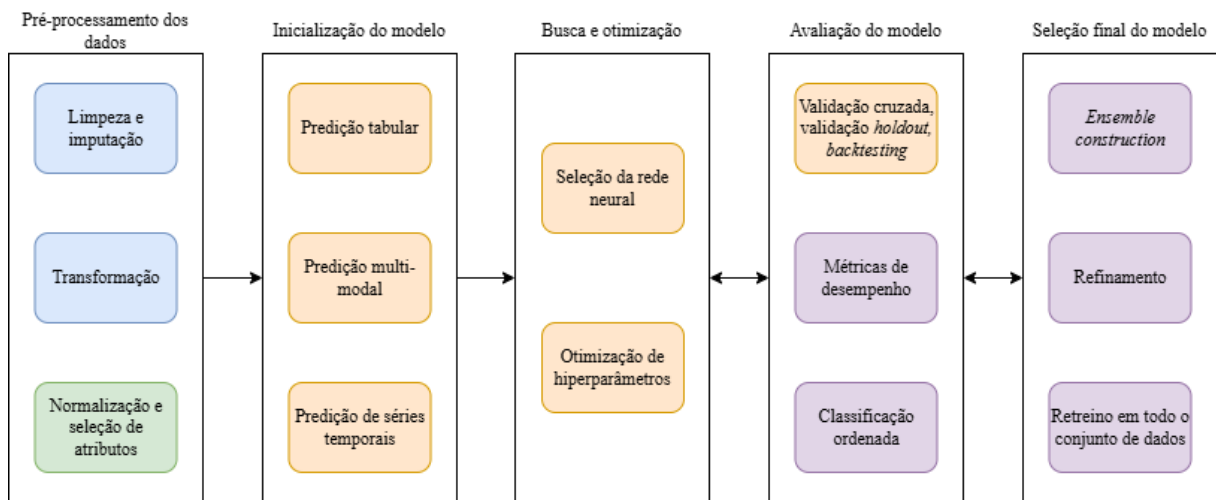 Pré-processamento dos
dados
Limpeza e
imputação
Transformação
Normalização e
seleção de
atributos
Inicialização do modelo
Predição tabular
Predição multi-
modal
Predição de séries
temporais
Busca e otimização
Seleção da rede
neural
Otimização de
hiperparâmetros
Avaliação do modelo
Validação cruzada,
validação holdout,
backtesting
Métricas de
desempenho
Classificação
ordenada
Seleção final do modelo
Ensemble
construction
Refinamento
Retreino em todo o
conjunto de dados